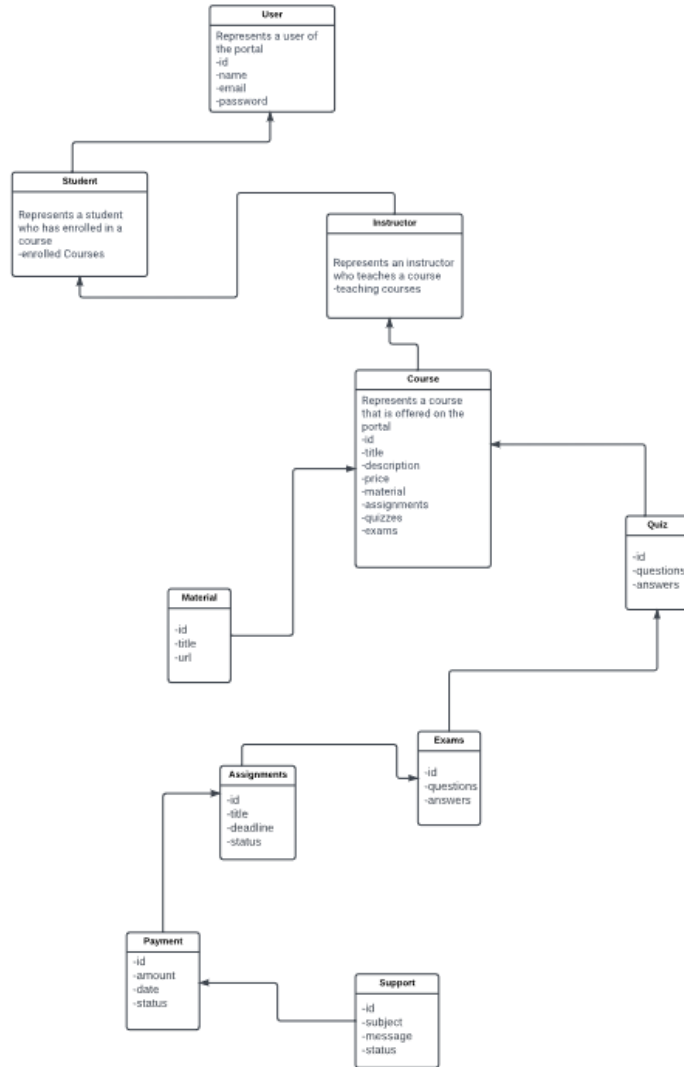 User
Represents a user of
the portal
-id
-name
-email
-password
Student
Represents a student
who has enrolled in a
course
-enrolled Courses
Instructor
Represents an instructor
who teaches a course
-teaching courses
Course
Represents a course
that is offered on the
portal
-id
-title
-description
-price
-material
-assignments
-quizzes
-exams
Quiz
-id
-questions
-answers
Material
-id
-title
-url
Exams
-id
-questions
-answers
Assignments
-id
-title
-deadline
-status
Payment
-id
-amount
-date
-status
Support
-id
-subject
-message
-status